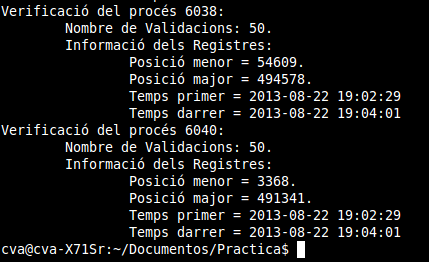 Verificació del procés 6038:
Nombre de Validacions: 50.
Informació dels Registres:
Posició menor = 54609.
Posició major = 494578.
Temps primer = 2013-08-22 19:02:29
Temps darrer = 2013-08-22 19:04:01
Verificació del procés 6040:
Nombre de Validacions: 50.
Informació dels Registres:
Posició menor = 3368.
Posició major = 491341.
Temps primer = 2013-08-22 19:02:29
Temps darrer = 2013-08-22 19:04:01
cva@cva-X71Sr:~/Documentos/Practica$